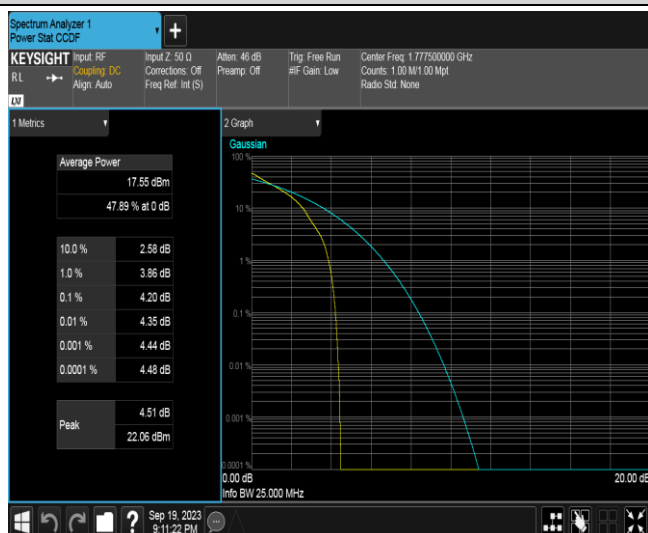 Spectrum Analyzer 1
Power Stat CCDF
+
KEYSIGHT
RL
LXI
Input: RF
Coupling: DC
Align: Auto
Input Z: 50 Ω
Corrections: Off
Freq Ref: Int (S)
Atten: 46 dB
Preamp: Off
Trig: Free Run
#IF Gain: Low
Center Freq: 1.777500000 GHz
Counts: 1.00 M/1.00 Mpt
Radio Std: None
1 Metrics
Average Power
17.55 dBm
47.89 % at 0 dB
10.0 % 2.58 dB
1.0 % 3.86 dB
0.1 % 4.20 dB
0.01 % 4.35 dB
0.001 % 4.44 dB
0.0001 % 4.48 dB
Peak 4.51 dB
22.06 dBm
2 Graph
Gaussian
100 %
10 %
1 %
0.1 %
0.01 %
0.001 %
0.0001 %
0.00 dB 20.00 dB
Info BW 25.000 MHz
?
Sep 19, 2023
9:11:22 PM